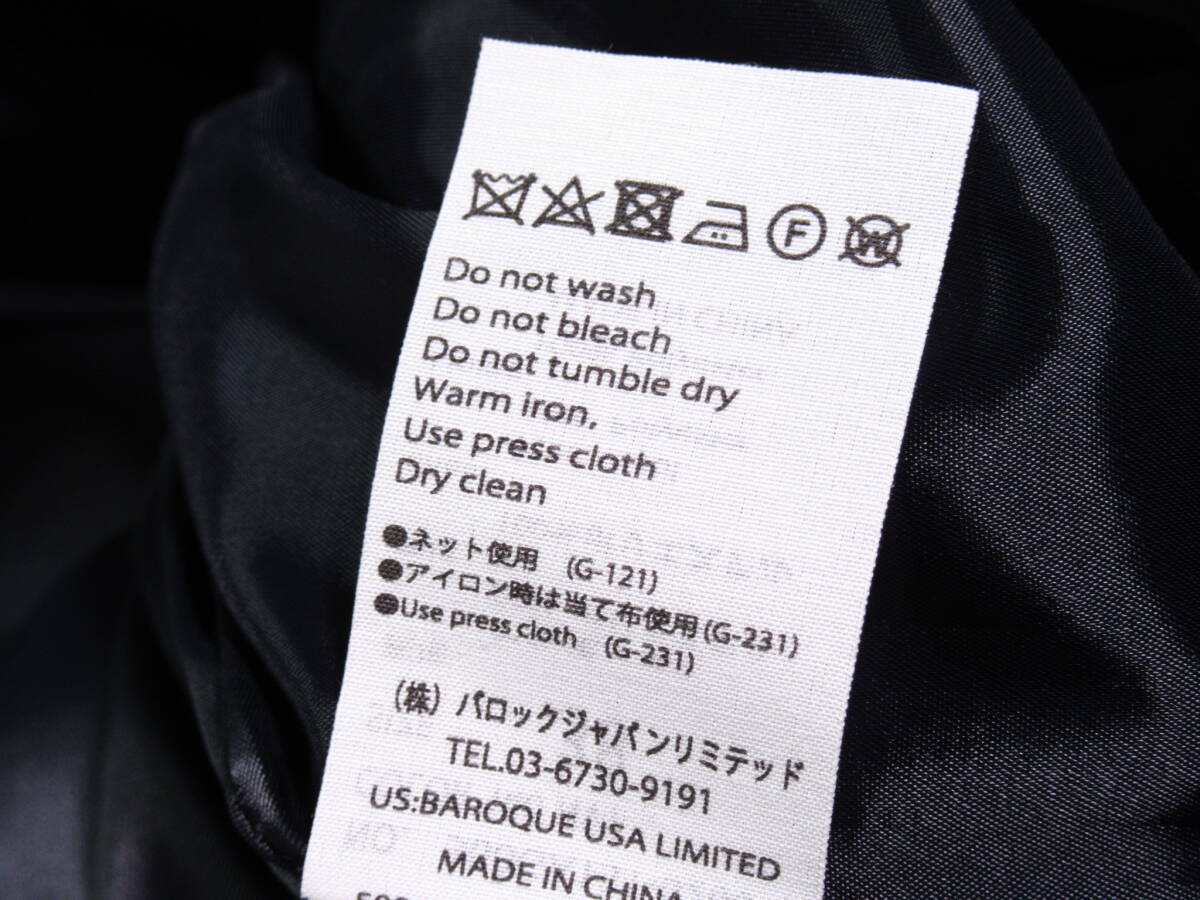 F W
Do not wash
Do not bleach
Do not tumble dry
Warm iron,
Use press cloth
Dry clean
●ネット使用 (G-121)
●アイロン時は当て布使用(G-231)
●Use press cloth (G-231)
(株) バロックジャパンリミテッド
TEL.03-6730-9191
US:BAROQUE USA LIMITED
MADE IN CHINA